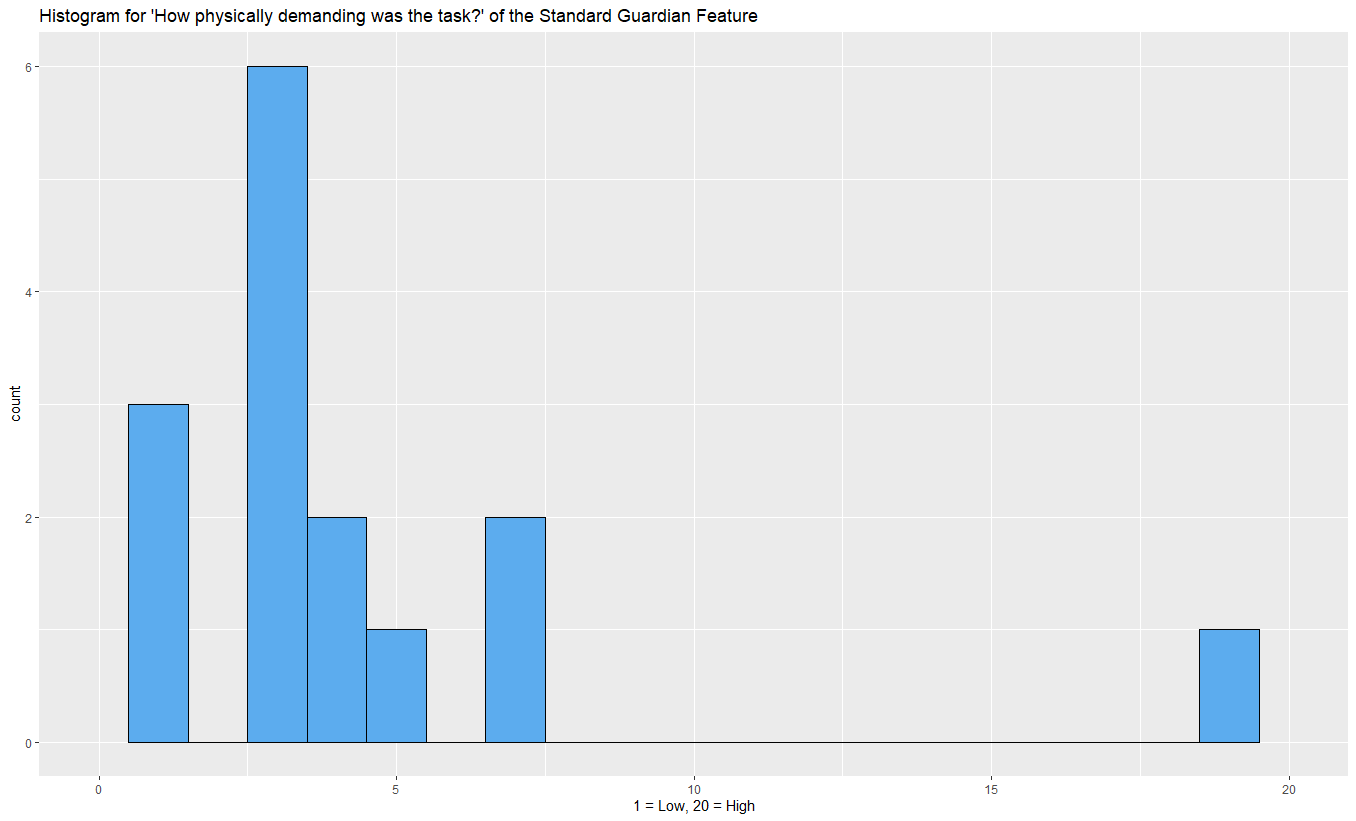 Histogram for 'How physically demanding was the task?' of the Standard Guardian Feature
6
4
2
0
count
0 5 10 15 20
1 = Low, 20 = High